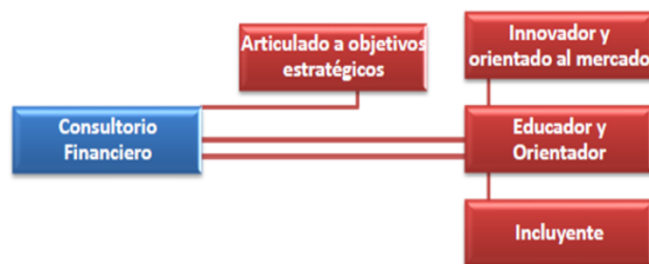 Articulado a objetivos
estratégicos
Innovador y
orientado al mercado
Consultorio
Financiero
Educador y
Orientador
Incluyente